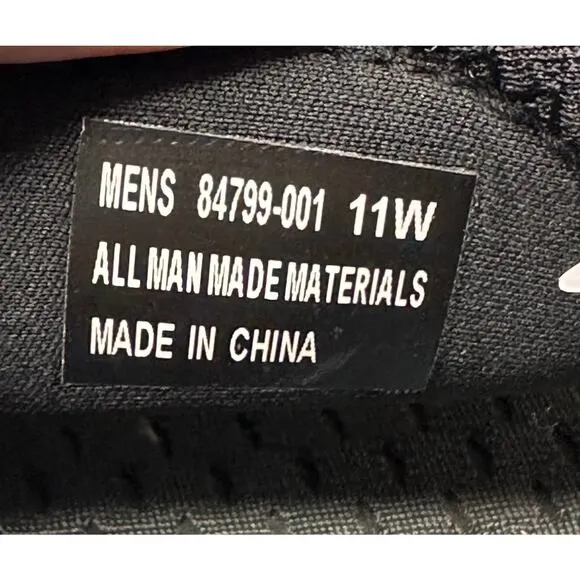 MENS 84799-001 11W
ALL MAN MADE MATERIALS
MADE IN CHINA